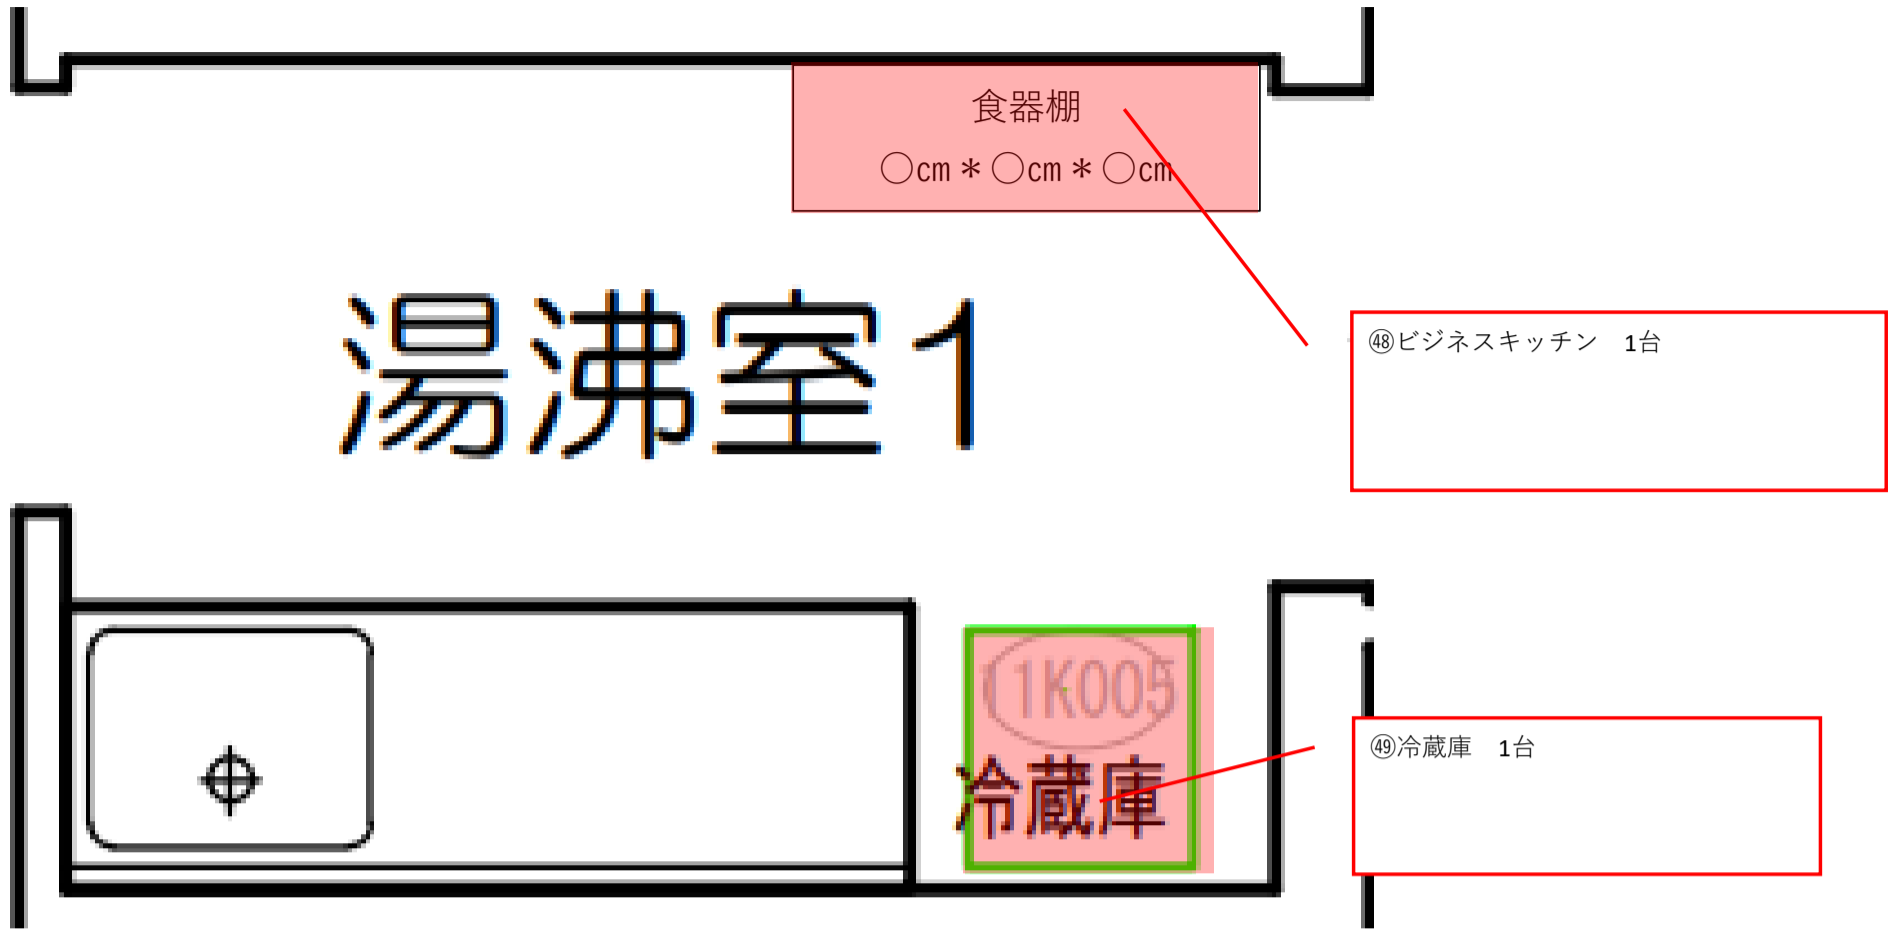 食器棚
〇cm＊〇cm＊〇cm
湯沸室1
㊽ビジネスキッチン　1台
11K005
冷蔵庫
㊾冷蔵庫　1台